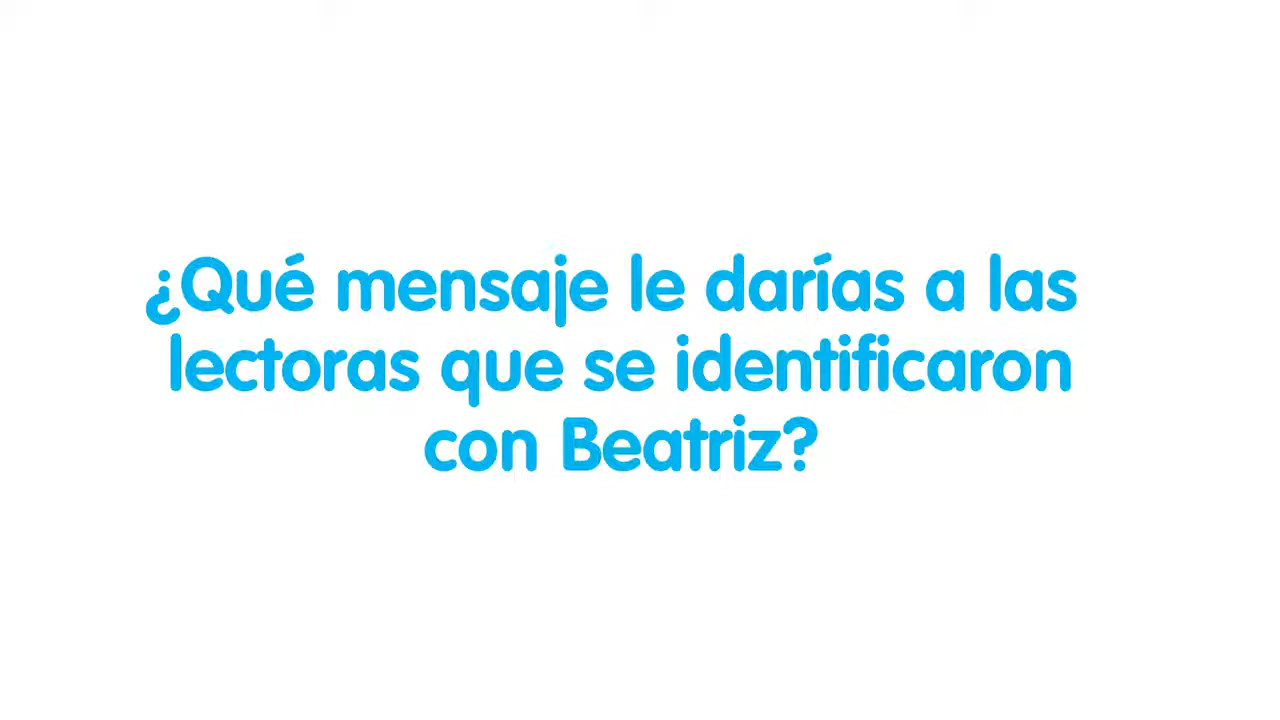 ¿Qué mensaje le darías a las
lectoras que se identificaron
con Beatriz?